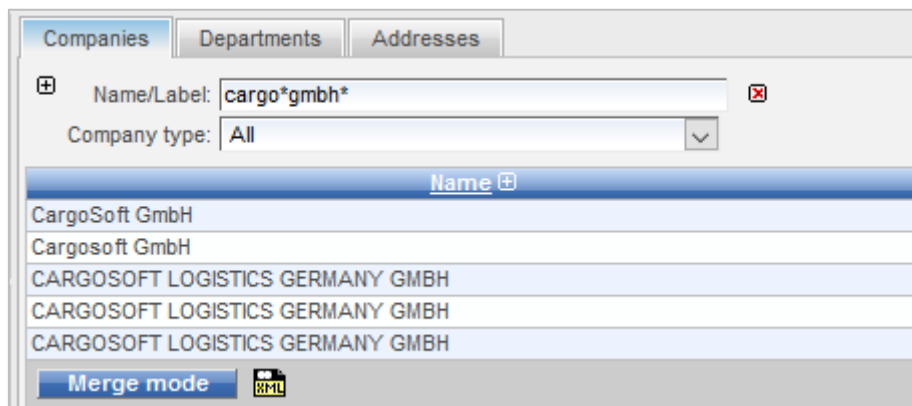 Companies Departments Addresses
Name/Label: cargo*gmbh*
Company type: All
Name
CargoSoft GmbH
Cargosoft GmbH
CARGOSOFT LOGISTICS GERMANY GMBH
CARGOSOFT LOGISTICS GERMANY GMBH
CARGOSOFT LOGISTICS GERMANY GMBH
Merge mode XML